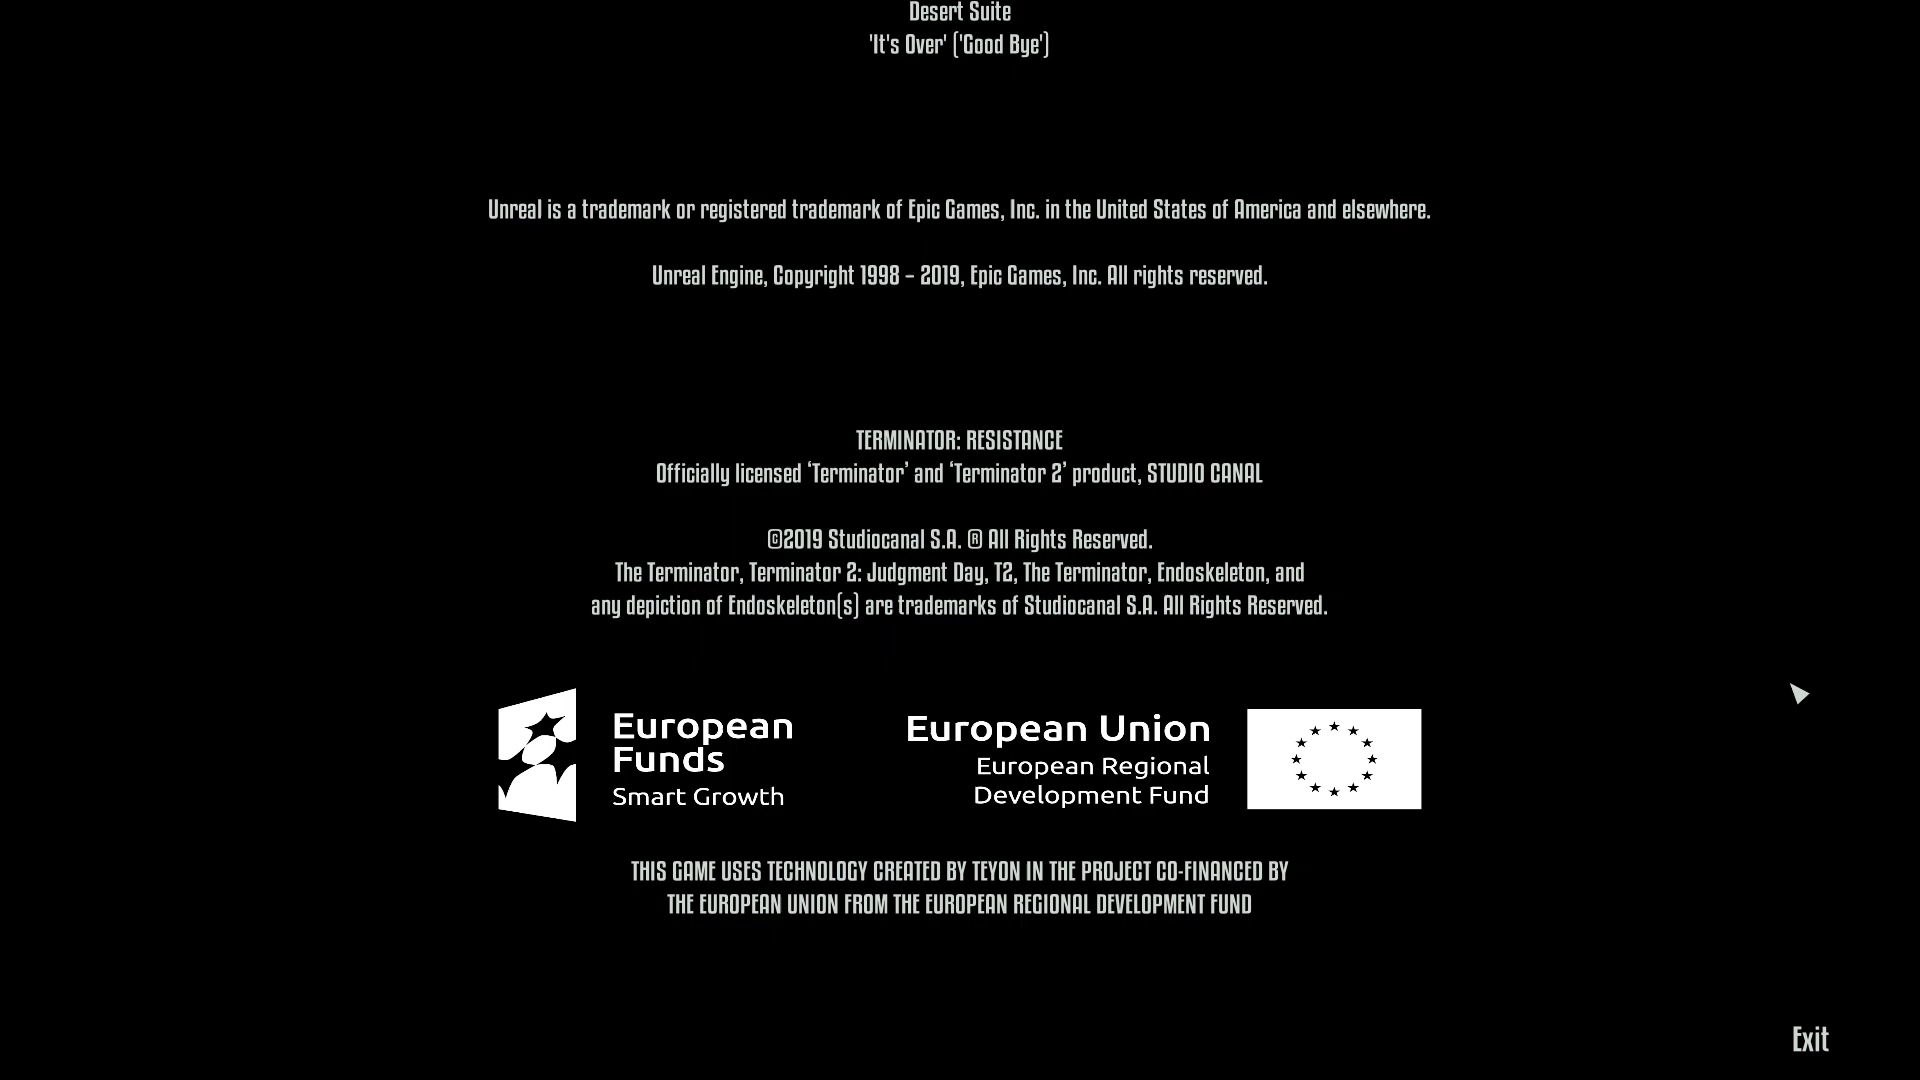 Desert Suite
'It's Over' ('Good Bye')
Unreal is a trademark or registered trademark of Epic Games, Inc. in the United States of America and elsewhere.
Unreal Engine, Copyright 1998 – 2019, Epic Games, Inc. All rights reserved.
TERMINATOR: RESISTANCE
Officially licensed ‘Terminator’ and ‘Terminator 2’ product, STUDIO CANAL
©2019 Studiocanal S.A. ® All Rights Reserved.
The Terminator, Terminator 2: Judgment Day, T2, The Terminator, Endoskeleton, and
any depiction of Endoskeleton(s) are trademarks of Studiocanal S.A. All Rights Reserved.
European
Funds
Smart Growth
European Union
European Regional
Development Fund
THIS GAME USES TECHNOLOGY CREATED BY TEYON IN THE PROJECT CO-FINANCED BY
THE EUROPEAN UNION FROM THE EUROPEAN REGIONAL DEVELOPMENT FUND
Exit